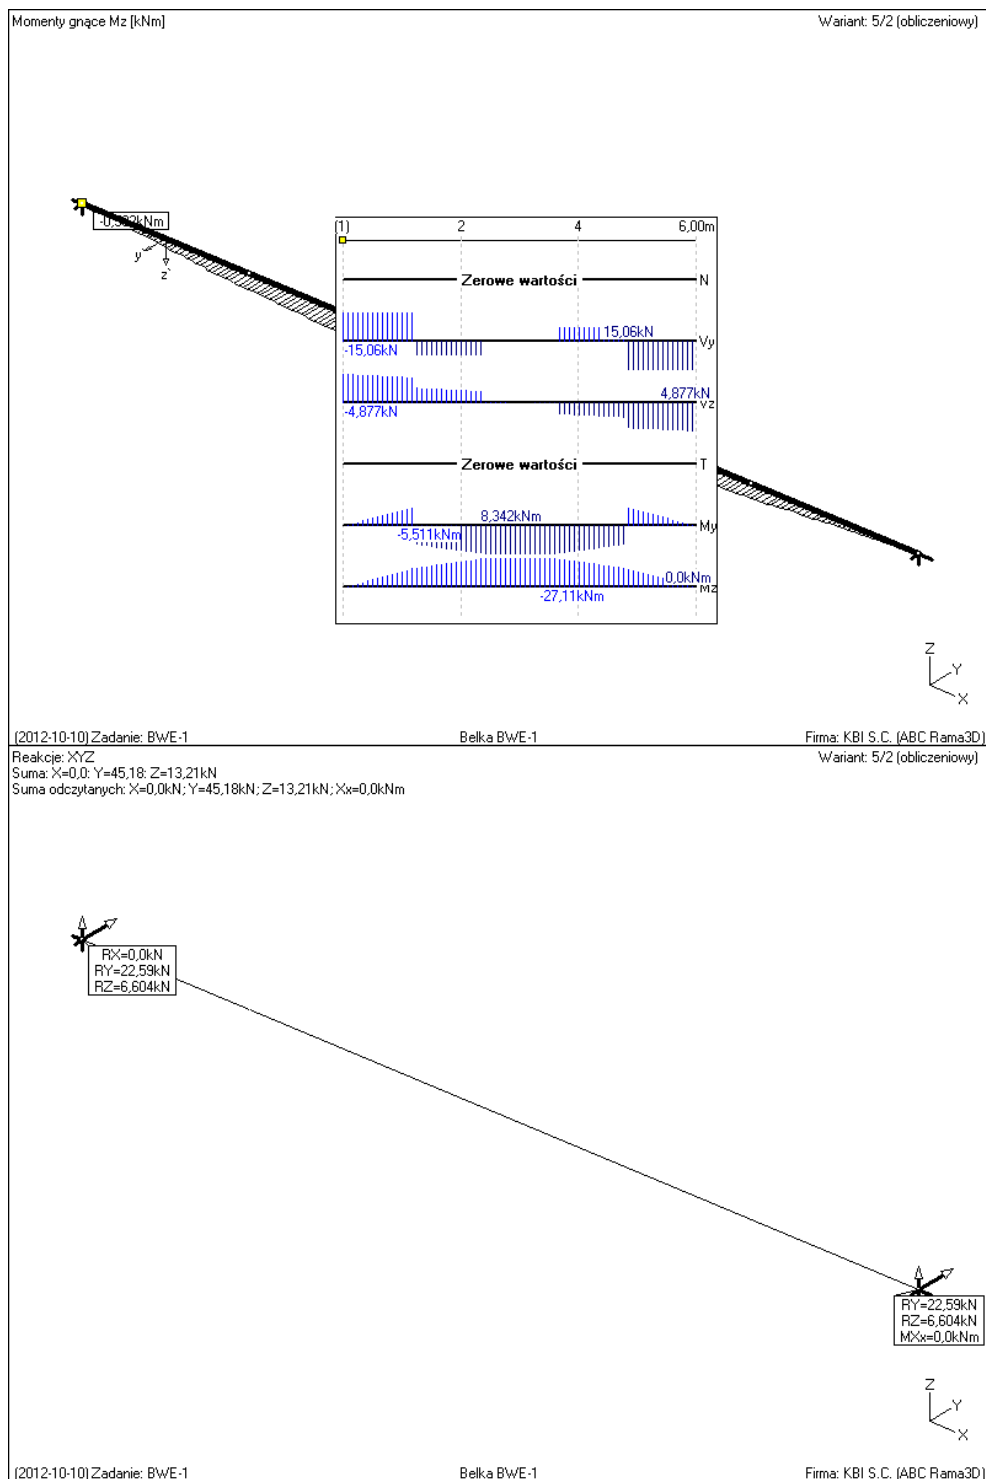 Momenty gnące Mz [kNm] Wariant: 5/2 (obliczeniowy)
kNm
y
z`
(1) 2 4 6,00m
Zerowe wartości N
15,06kN
Vy
-15,06kN
4,877kN
Vz
-4,877kN
Zerowe wartości T
8,342kNm
My
-5,511kNm
0,0kNm
Mz
-27,11kNm
Z
Y
X
(2012-10-10) Zadanie: BWE-1 Belka BWE-1 Firma: KBI S.C. (ABC Rama3D)
Reakcje: XYZ Wariant: 5/2 (obliczeniowy)
Suma: X=0,0: Y=45,18: Z=13,21kN
Suma odczytanych: X=0,0kN; Y=45,18kN; Z=13,21kN; Xx=0,0kNm
RX=0,0kN
RY=22,59kN
RZ=6,604kN
RY=22,59kN
RZ=6,604kN
MXx=0,0kNm
Z
Y
X
(2012-10-10) Zadanie: BWE-1 Belka BWE-1 Firma: KBI S.C. (ABC Rama3D)